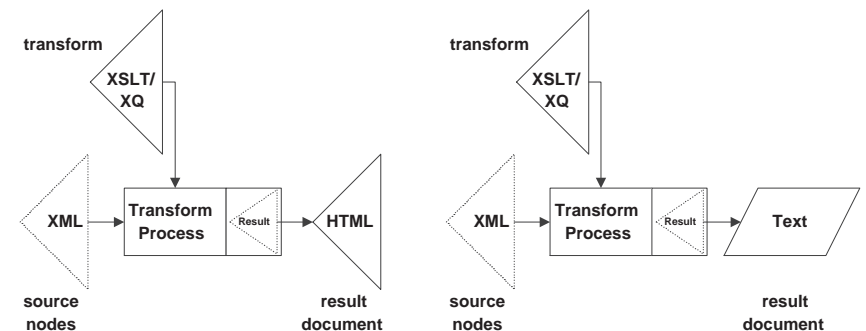 transform
XSLT/
XQ
XML
Transform
Process
Result
HTML
source
nodes
result
document
transform
XSLT/
XQ
XML
Transform
Process
Result
Text
source
nodes
result
document